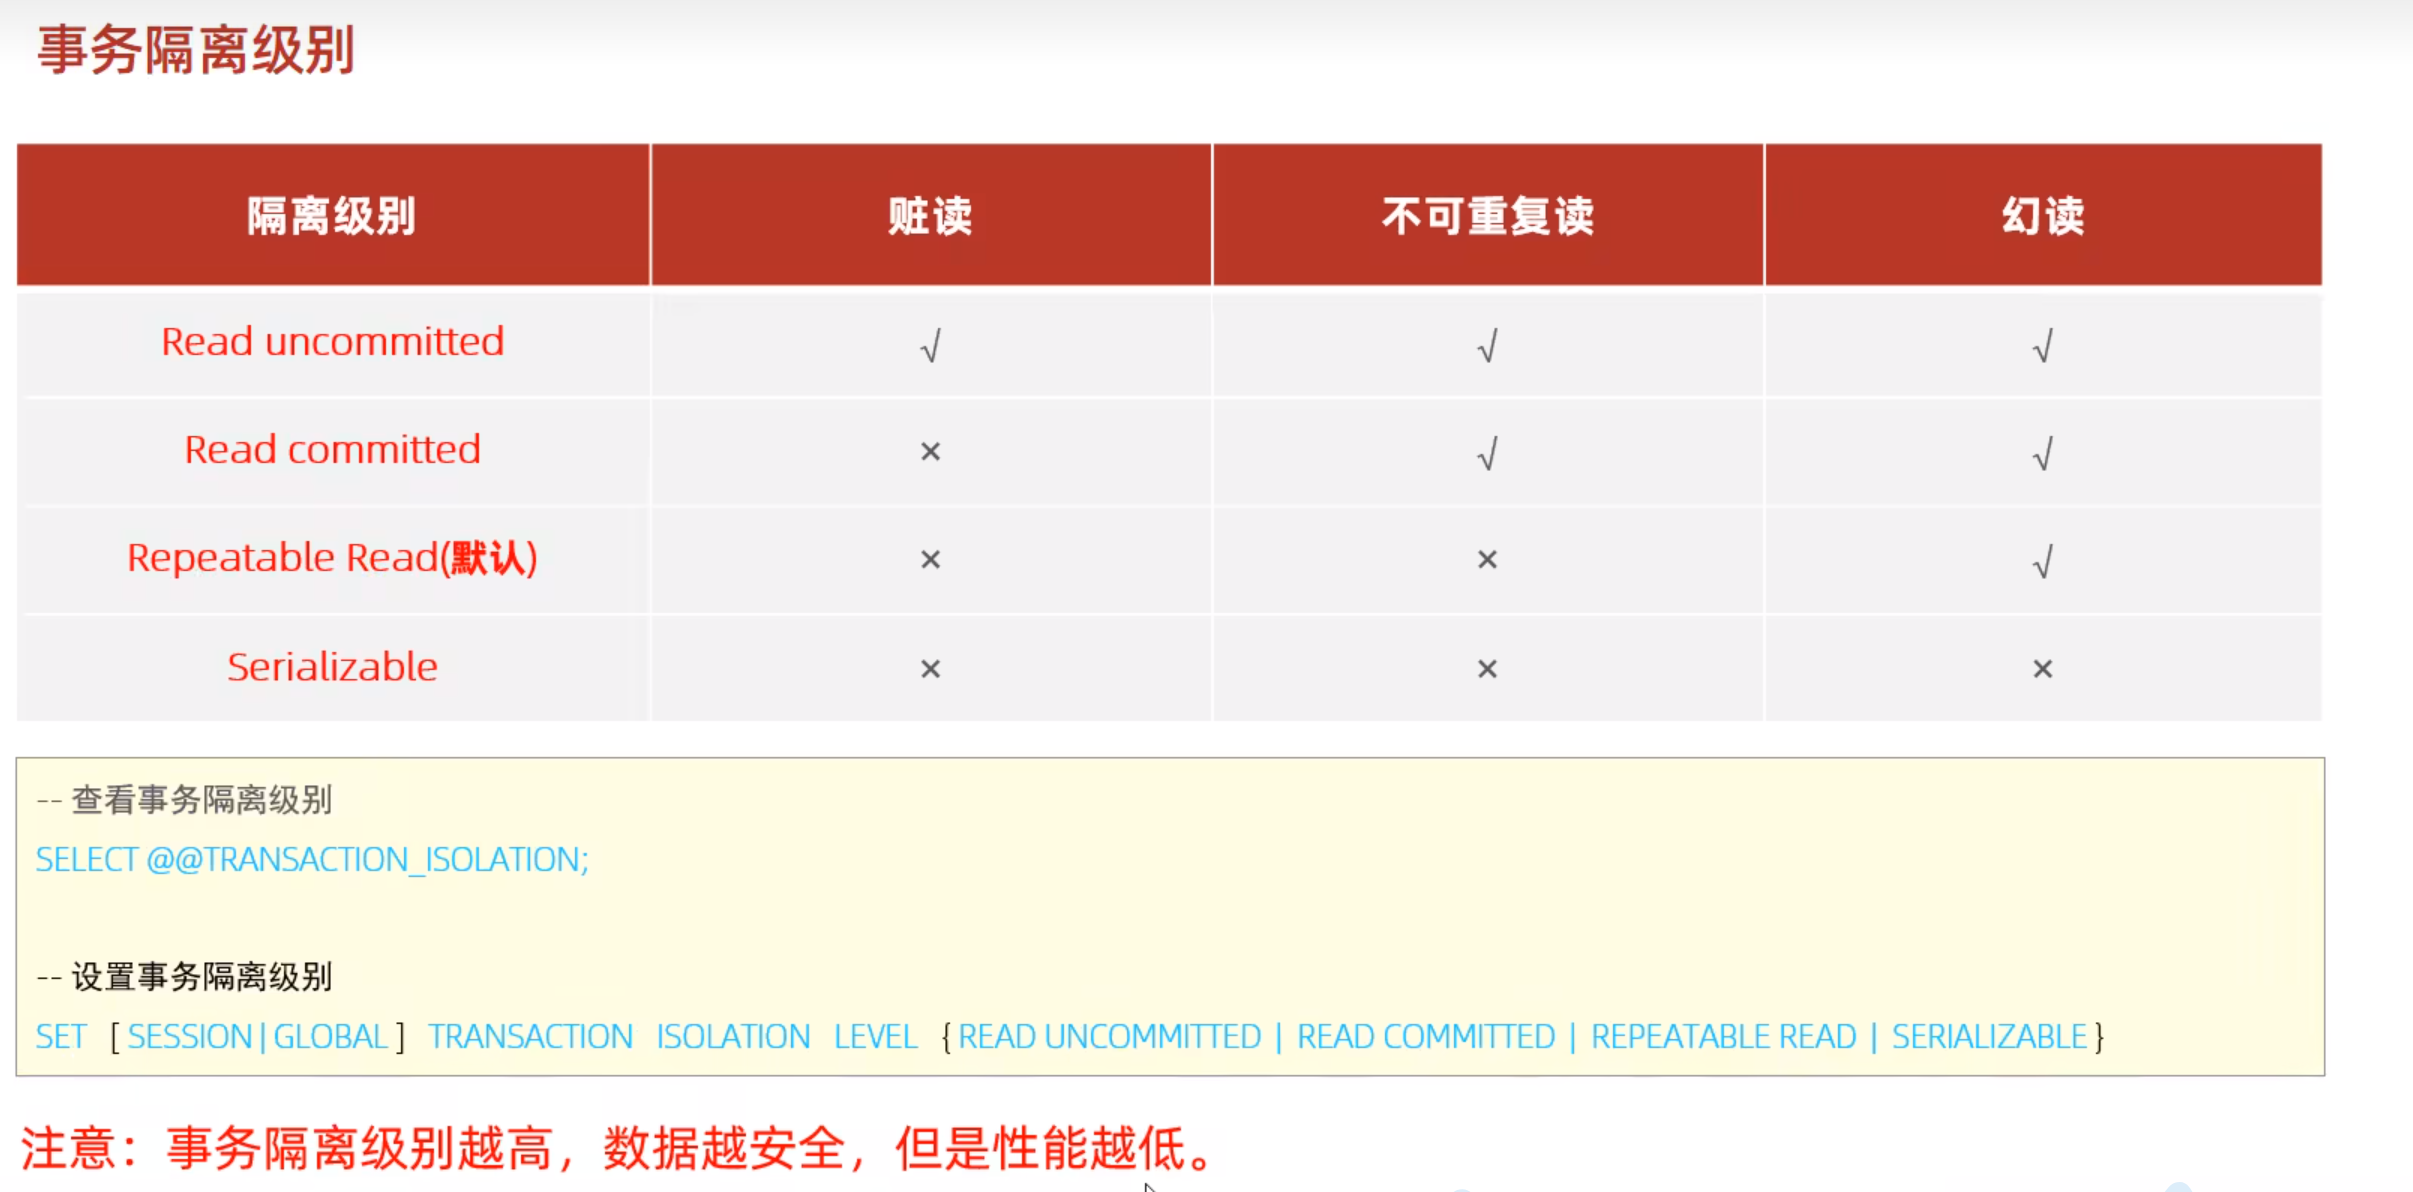 事务隔离级别
隔离级别 脏读 不可重复读 幻读
Read uncommitted √ √ √
Read committed × √ √
Repeatable Read(默认) × × √
Serializable × × ×
-- 查看事务隔离级别
SELECT @@TRANSACTION_ISOLATION;
-- 设置事务隔离级别
SET [ SESSION | GLOBAL ] TRANSACTION ISOLATION LEVEL { READ UNCOMMITTED | READ COMMITTED | REPEATABLE READ | SERIALIZABLE }
注意：事务隔离级别越高，数据越安全，但是性能越低。